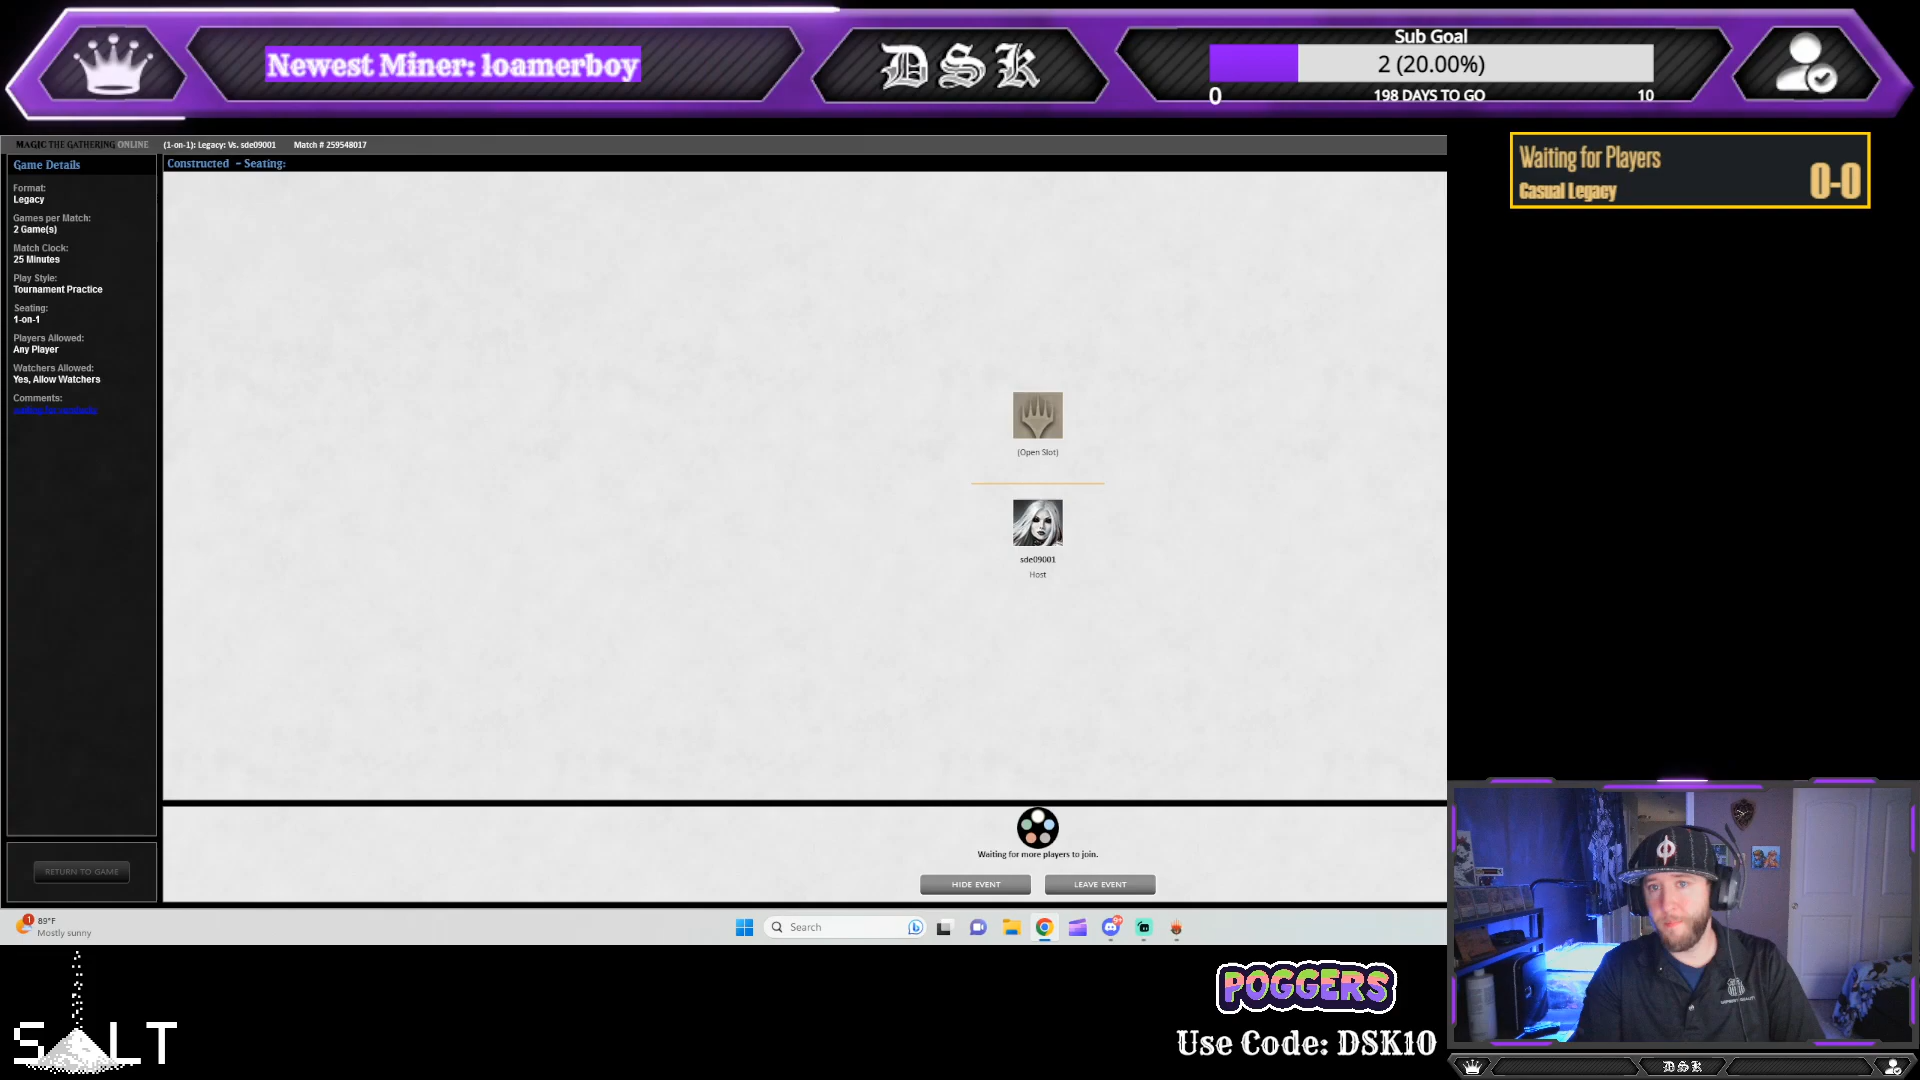 Newest Miner: loamerboy
DSK
Sub Goal
2 (20.00%)
0
198 DAYS TO GO
10
MAGIC THE GATHERING ONLINE
(1-on-1): Legacy: Vs. sde09001
Match # 259548017
Game Details
Constructed - Seating:
Format:
Legacy
Games per Match:
2 Game(s)
Match Clock:
25 Minutes
Play Style:
Tournament Practice
Seating:
1-on-1
Players Allowed:
Any Player
Watchers Allowed:
Yes, Allow Watchers
Comments:
Waiting for Players
Casual Legacy
0-0
(Open Slot)
sde09001
Host
Waiting for more players to join.
HIDE EVENT
LEAVE EVENT
RETURN TO GAME
1
89°F
Mostly sunny
Search
9+
SALT
POGGERS
Use Code: DSK10
DSK